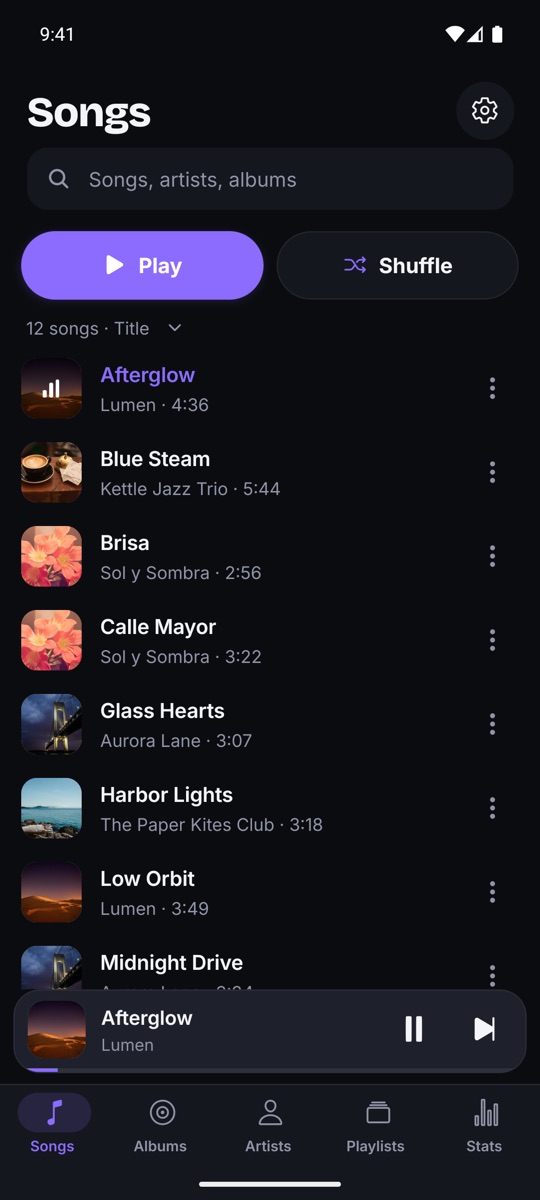 9:41
Songs
Songs, artists, albums
Play
Shuffle
12 songs · Title
Afterglow
Lumen · 4:36
Blue Steam
Kettle Jazz Trio · 5:44
Brisa
Sol y Sombra · 2:56
Calle Mayor
Sol y Sombra · 3:22
Glass Hearts
Aurora Lane · 3:07
Harbor Lights
The Paper Kites Club · 3:18
Low Orbit
Lumen · 3:49
Midnight Drive
Afterglow
Lumen
Songs
Albums
Artists
Playlists
Stats